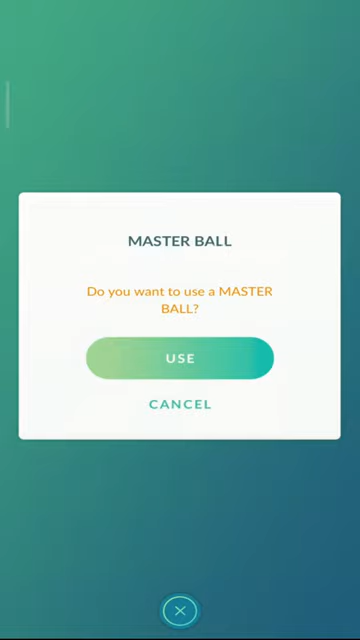 MASTER BALL
Do you want to use a MASTER
BALL?
USE
CANCEL